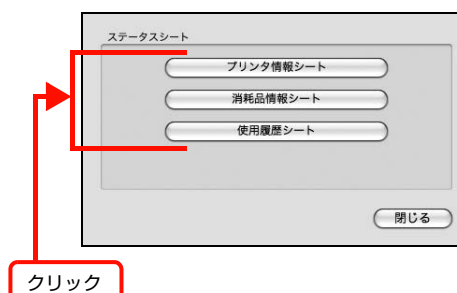 ステータスシート
プリンタ情報シート
消耗品情報シート
使用履歴シート
閉じる
クリック